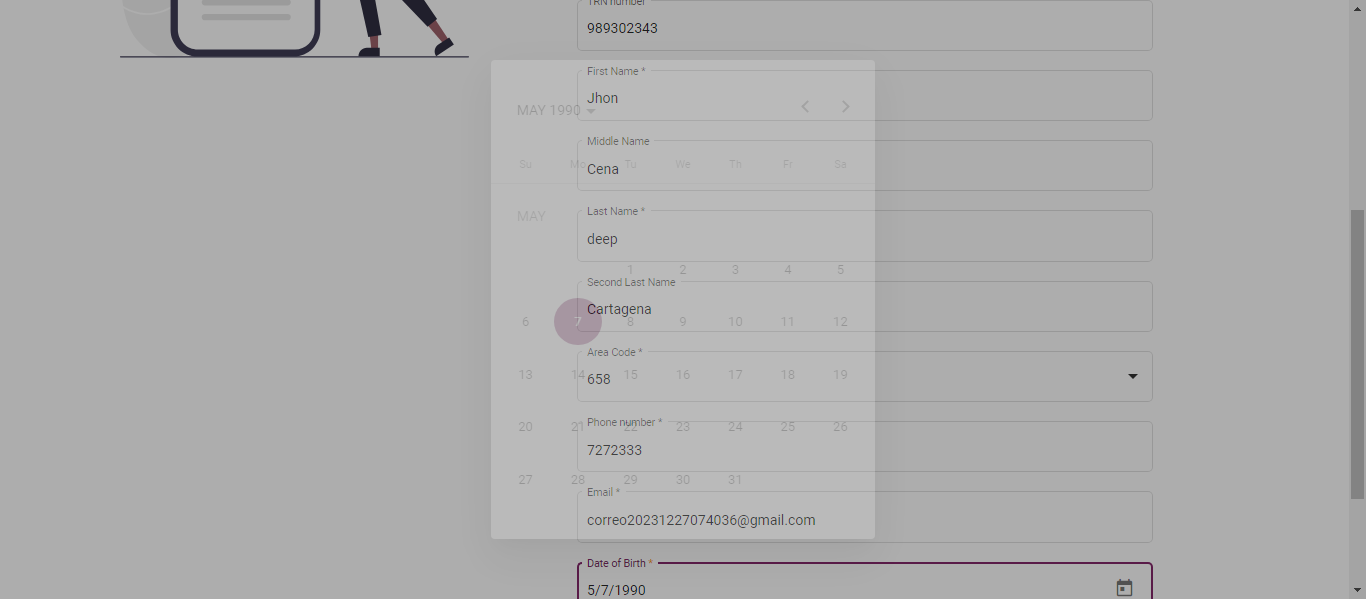 TRN number
989302343
First Name *
Jhon
MAY 1990
Middle Name
Su Mo Tu We Th Fr Sa
Cena
Last Name *
MAY
deep
1 2 3 4 5
Second Last Name
Cartagena
6 7 8 9 10 11 12
Area Code *
658
13 14 15 16 17 18 19
Phone number *
20 21 22 23 24 25 26
7272333
27 28 29 30 31
Email *
correo20231227074036@gmail.com
Date of Birth *
5/7/1990